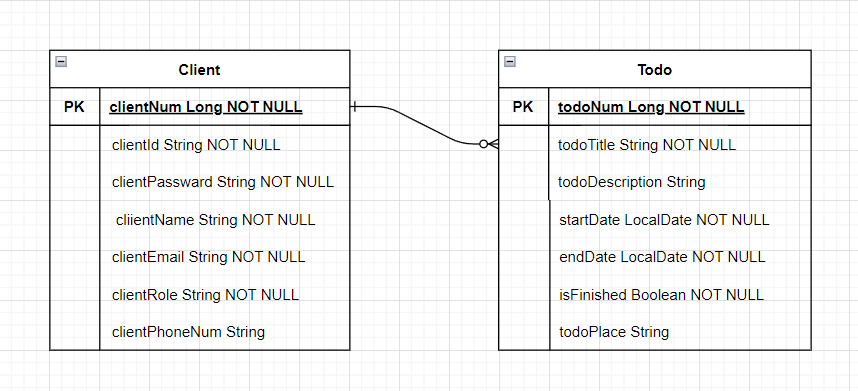 Client
PK clientNum Long NOT NULL
clientId String NOT NULL
clientPassward String NOT NULL
cliientName String NOT NULL
clientEmail String NOT NULL
clientRole String NOT NULL
clientPhoneNum String
Todo
PK todoNum Long NOT NULL
todoTitle String NOT NULL
todoDescription String
startDate LocalDate NOT NULL
endDate LocalDate NOT NULL
isFinished Boolean NOT NULL
todoPlace String